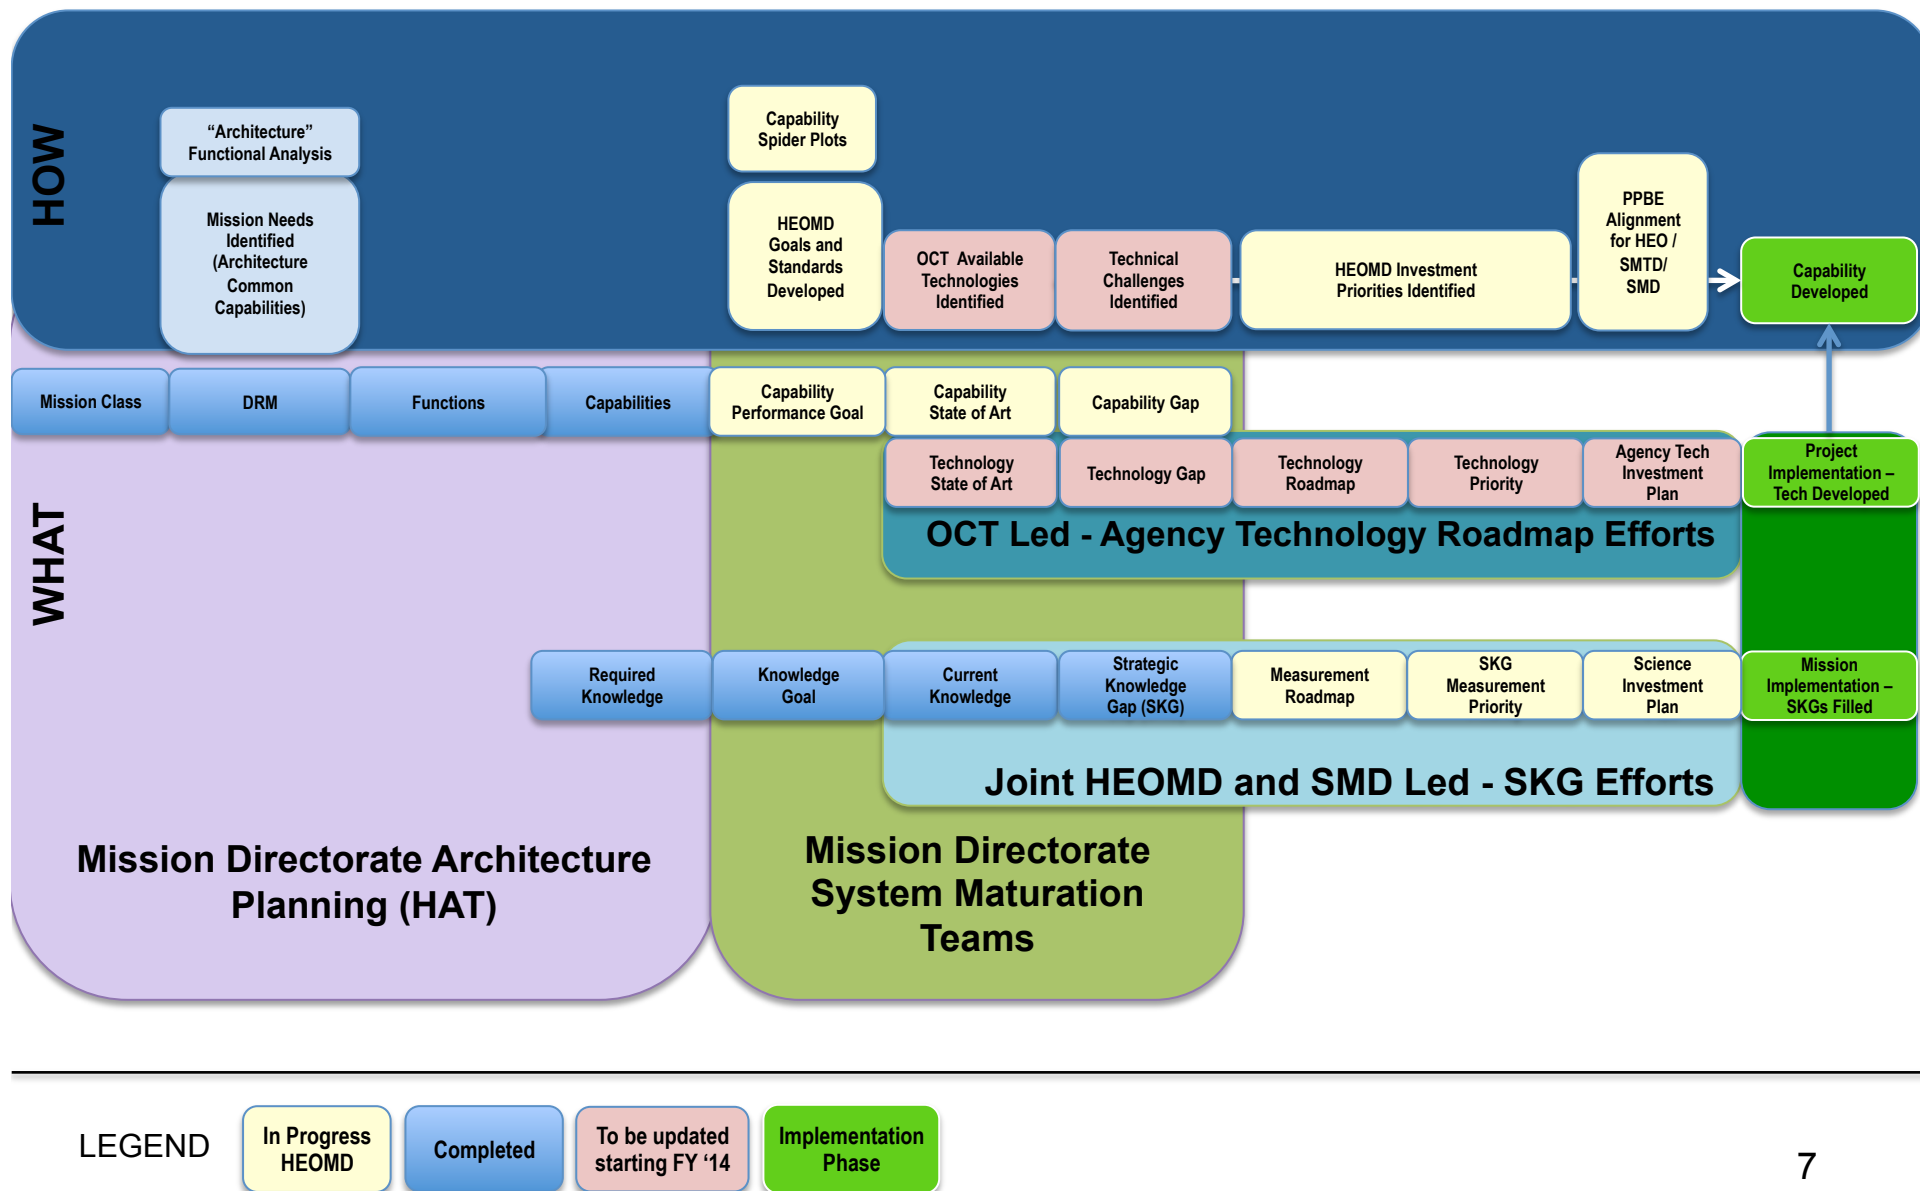 HOW
“Architecture”
Functional Analysis
Mission Needs
Identified
(Architecture
Common
Capabilities)
Capability
Spider Plots
HEOMD
Goals and
Standards
Developed
OCT Available
Technologies
Identified
Technical
Challenges
Identified
HEOMD Investment
Priorities Identified
PPBE
Alignment
for HEO /
SMTD/
SMD
Capability
Developed
WHAT
Mission Class
DRM
Functions
Capabilities
Capability
Performance Goal
Capability
State of Art
Capability Gap
Technology
State of Art
Technology Gap
Technology
Roadmap
Technology
Priority
Agency Tech
Investment
Plan
Project
Implementation –
Tech Developed
OCT Led - Agency Technology Roadmap Efforts
Required
Knowledge
Knowledge
Goal
Current
Knowledge
Strategic
Knowledge
Gap (SKG)
Measurement
Roadmap
SKG
Measurement
Priority
Science
Investment
Plan
Mission
Implementation –
SKGs Filled
Joint HEOMD and SMD Led - SKG Efforts
Mission Directorate Architecture
Planning (HAT)
Mission Directorate
System Maturation
Teams
LEGEND
In Progress
HEOMD
Completed
To be updated
starting FY ‘14
Implementation
Phase
7